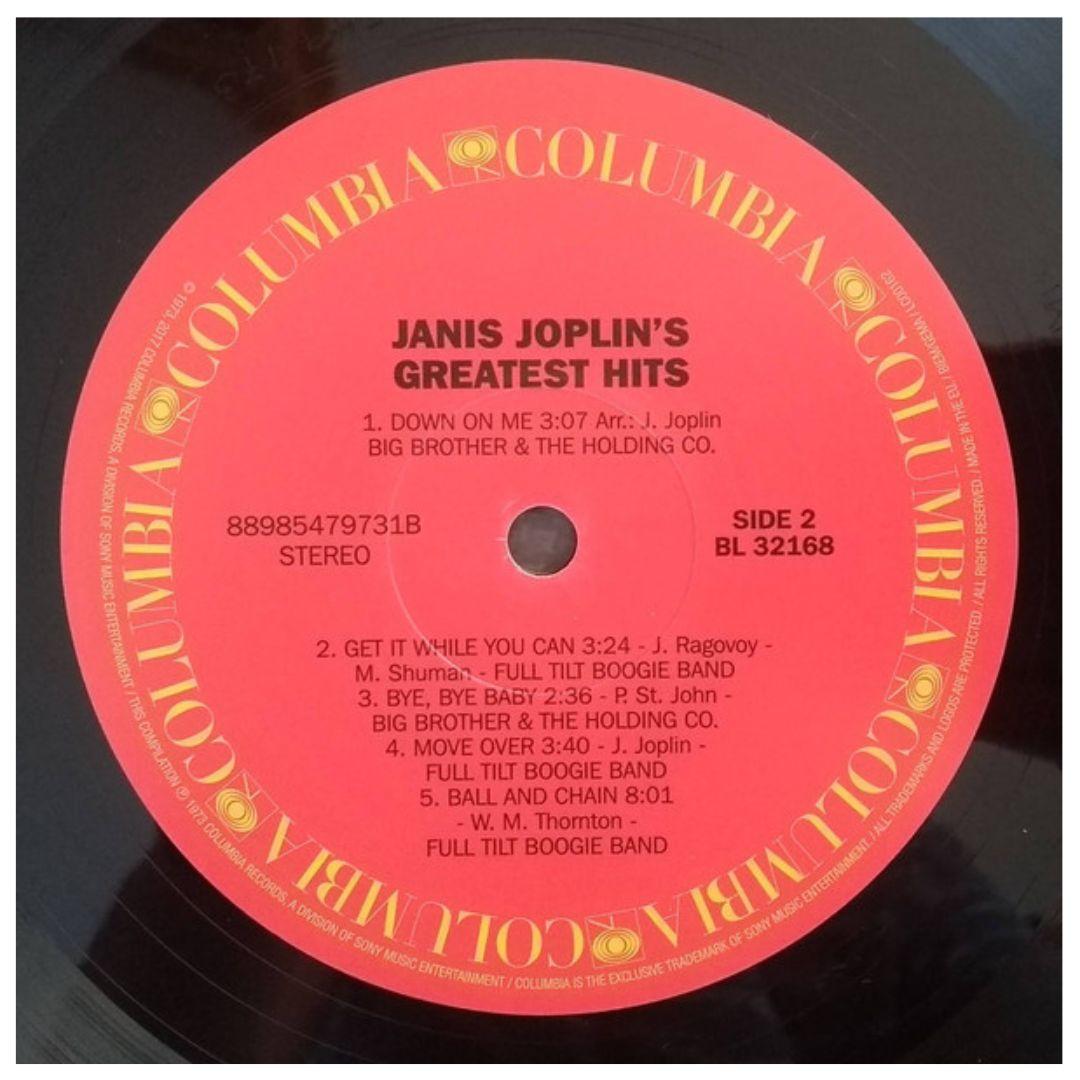 COLUMBIA COLUMBIA COLUMBIA COLUMBIA COLUMBIA COLUMBIA
JANIS JOPLIN'S
GREATEST HITS
1. DOWN ON ME 3:07 Arr.: J. Joplin
BIG BROTHER & THE HOLDING CO.
88985479731B
STEREO
SIDE 2
BL 32168
2. GET IT WHILE YOU CAN 3:24 - J. Ragovoy -
M. Shuman - FULL TILT BOOGIE BAND
3. BYE, BYE BABY 2:36 - P. St. John -
BIG BROTHER & THE HOLDING CO.
4. MOVE OVER 3:40 - J. Joplin -
FULL TILT BOOGIE BAND
5. BALL AND CHAIN 8:01
- W. M. Thornton -
FULL TILT BOOGIE BAND
© 1973, 2017 COLUMBIA RECORDS, A DIVISION OF SONY MUSIC ENTERTAINMENT / THIS COMPILATION ℗ 1973 COLUMBIA RECORDS, A DIVISION OF SONY MUSIC ENTERTAINMENT / COLUMBIA IS THE EXCLUSIVE TRADEMARK OF SONY MUSIC ENTERTAINMENT. / ALL TRADEMARKS AND LOGOS ARE PROTECTED. / ALL RIGHTS RESERVED. / MADE IN THE EU / BIEM/GEMA / LC00162